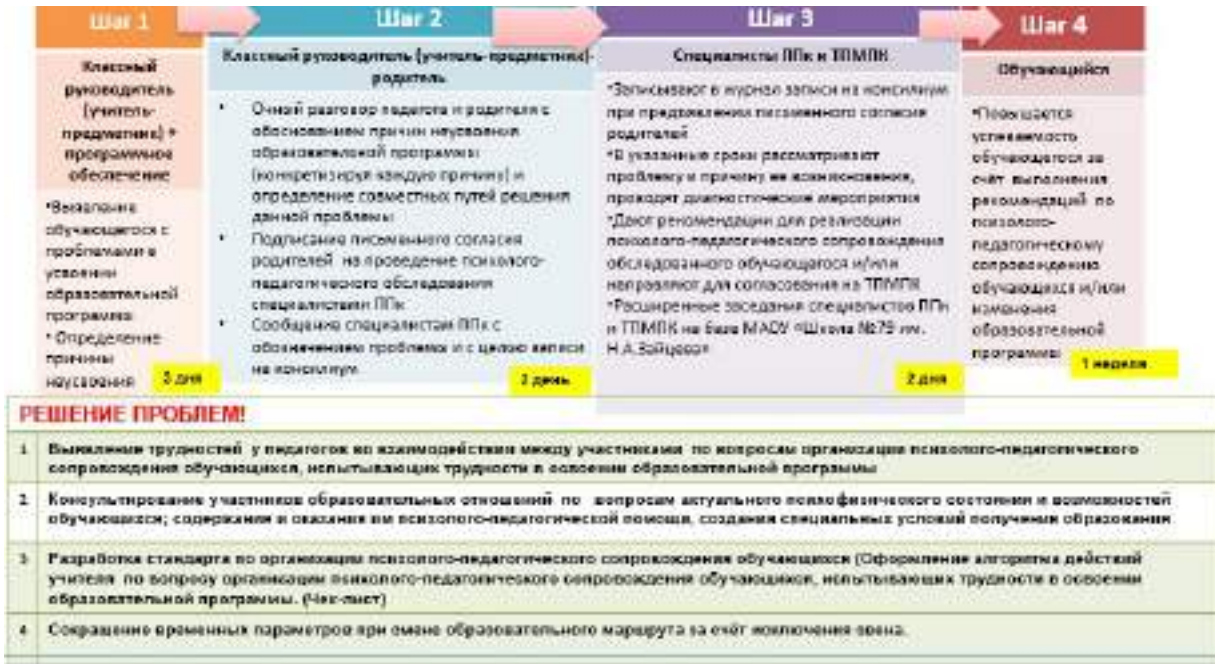 Шаг 1
Классный
руководитель
(учитель-
предметник) +
программное
обеспечение
•Выявление
обучающегося с
проблемами в
усвоении
образовательной
программы
• Определение
причины
неусвоения
3 дня
Шаг 2
Классный руководитель (учитель-предметник)-
родитель
• Очный разговор педагога и родителя с
обоснованием причин неусвоения
образовательной программы
(конкретизируя каждую причину) и
определение совместных путей решения
данной проблемы
• Подписание письменного согласия
родителей на проведение психолого-
педагогического обследования
специалистами ППк
• Сообщение специалистам ППк с
обозначением проблемы и с целью записи
на консилиум
1 день
Шаг 3
Специалисты ППк и ТПМПК
•Записывают в журнал записи на консилиум
при предъявлении письменного согласия
родителей
•В указанные сроки рассматривают
проблему и причину ее возникновения,
проводят диагностические мероприятия
•Дают рекомендации для реализации
психолого-педагогического сопровождения
обследованного обучающегося и/или
направляют для согласования на ТПМПК
•Расширенные заседания специалистов ППк
и ТПМПК на базе МАОУ «Школа №79 им.
Н.А.Зайцева»
2 дня
Шаг 4
Обучающийся
•Повышается
успеваемость
обучающегося за
счёт выполнения
рекомендаций по
психолого-
педагогическому
сопровождению
обучающихся и/или
изменения
образовательной
программы
1 неделя
РЕШЕНИЕ ПРОБЛЕМ!
1 Выявление трудностей у педагогов во взаимодействии между участниками по вопросам организации психолого-педагогического
сопровождения обучающихся, испытывающих трудности в освоении образовательной программы
2 Консультирование участников образовательных отношений по вопросам актуального психофизического состояния и возможностей
обучающихся; содержания и оказания им психолого-педагогической помощи, создания специальных условий получения образования
3 Разработка стандарта по организации психолого-педагогического сопровождения обучающихся (Оформление алгоритма действий
учителя по вопросу организации психолого-педагогического сопровождения обучающихся, испытывающих трудности в освоении
образовательной программы. (Чек-лист)
4 Сокращение временных параметров при смене образовательного маршрута за счёт исключения звена.